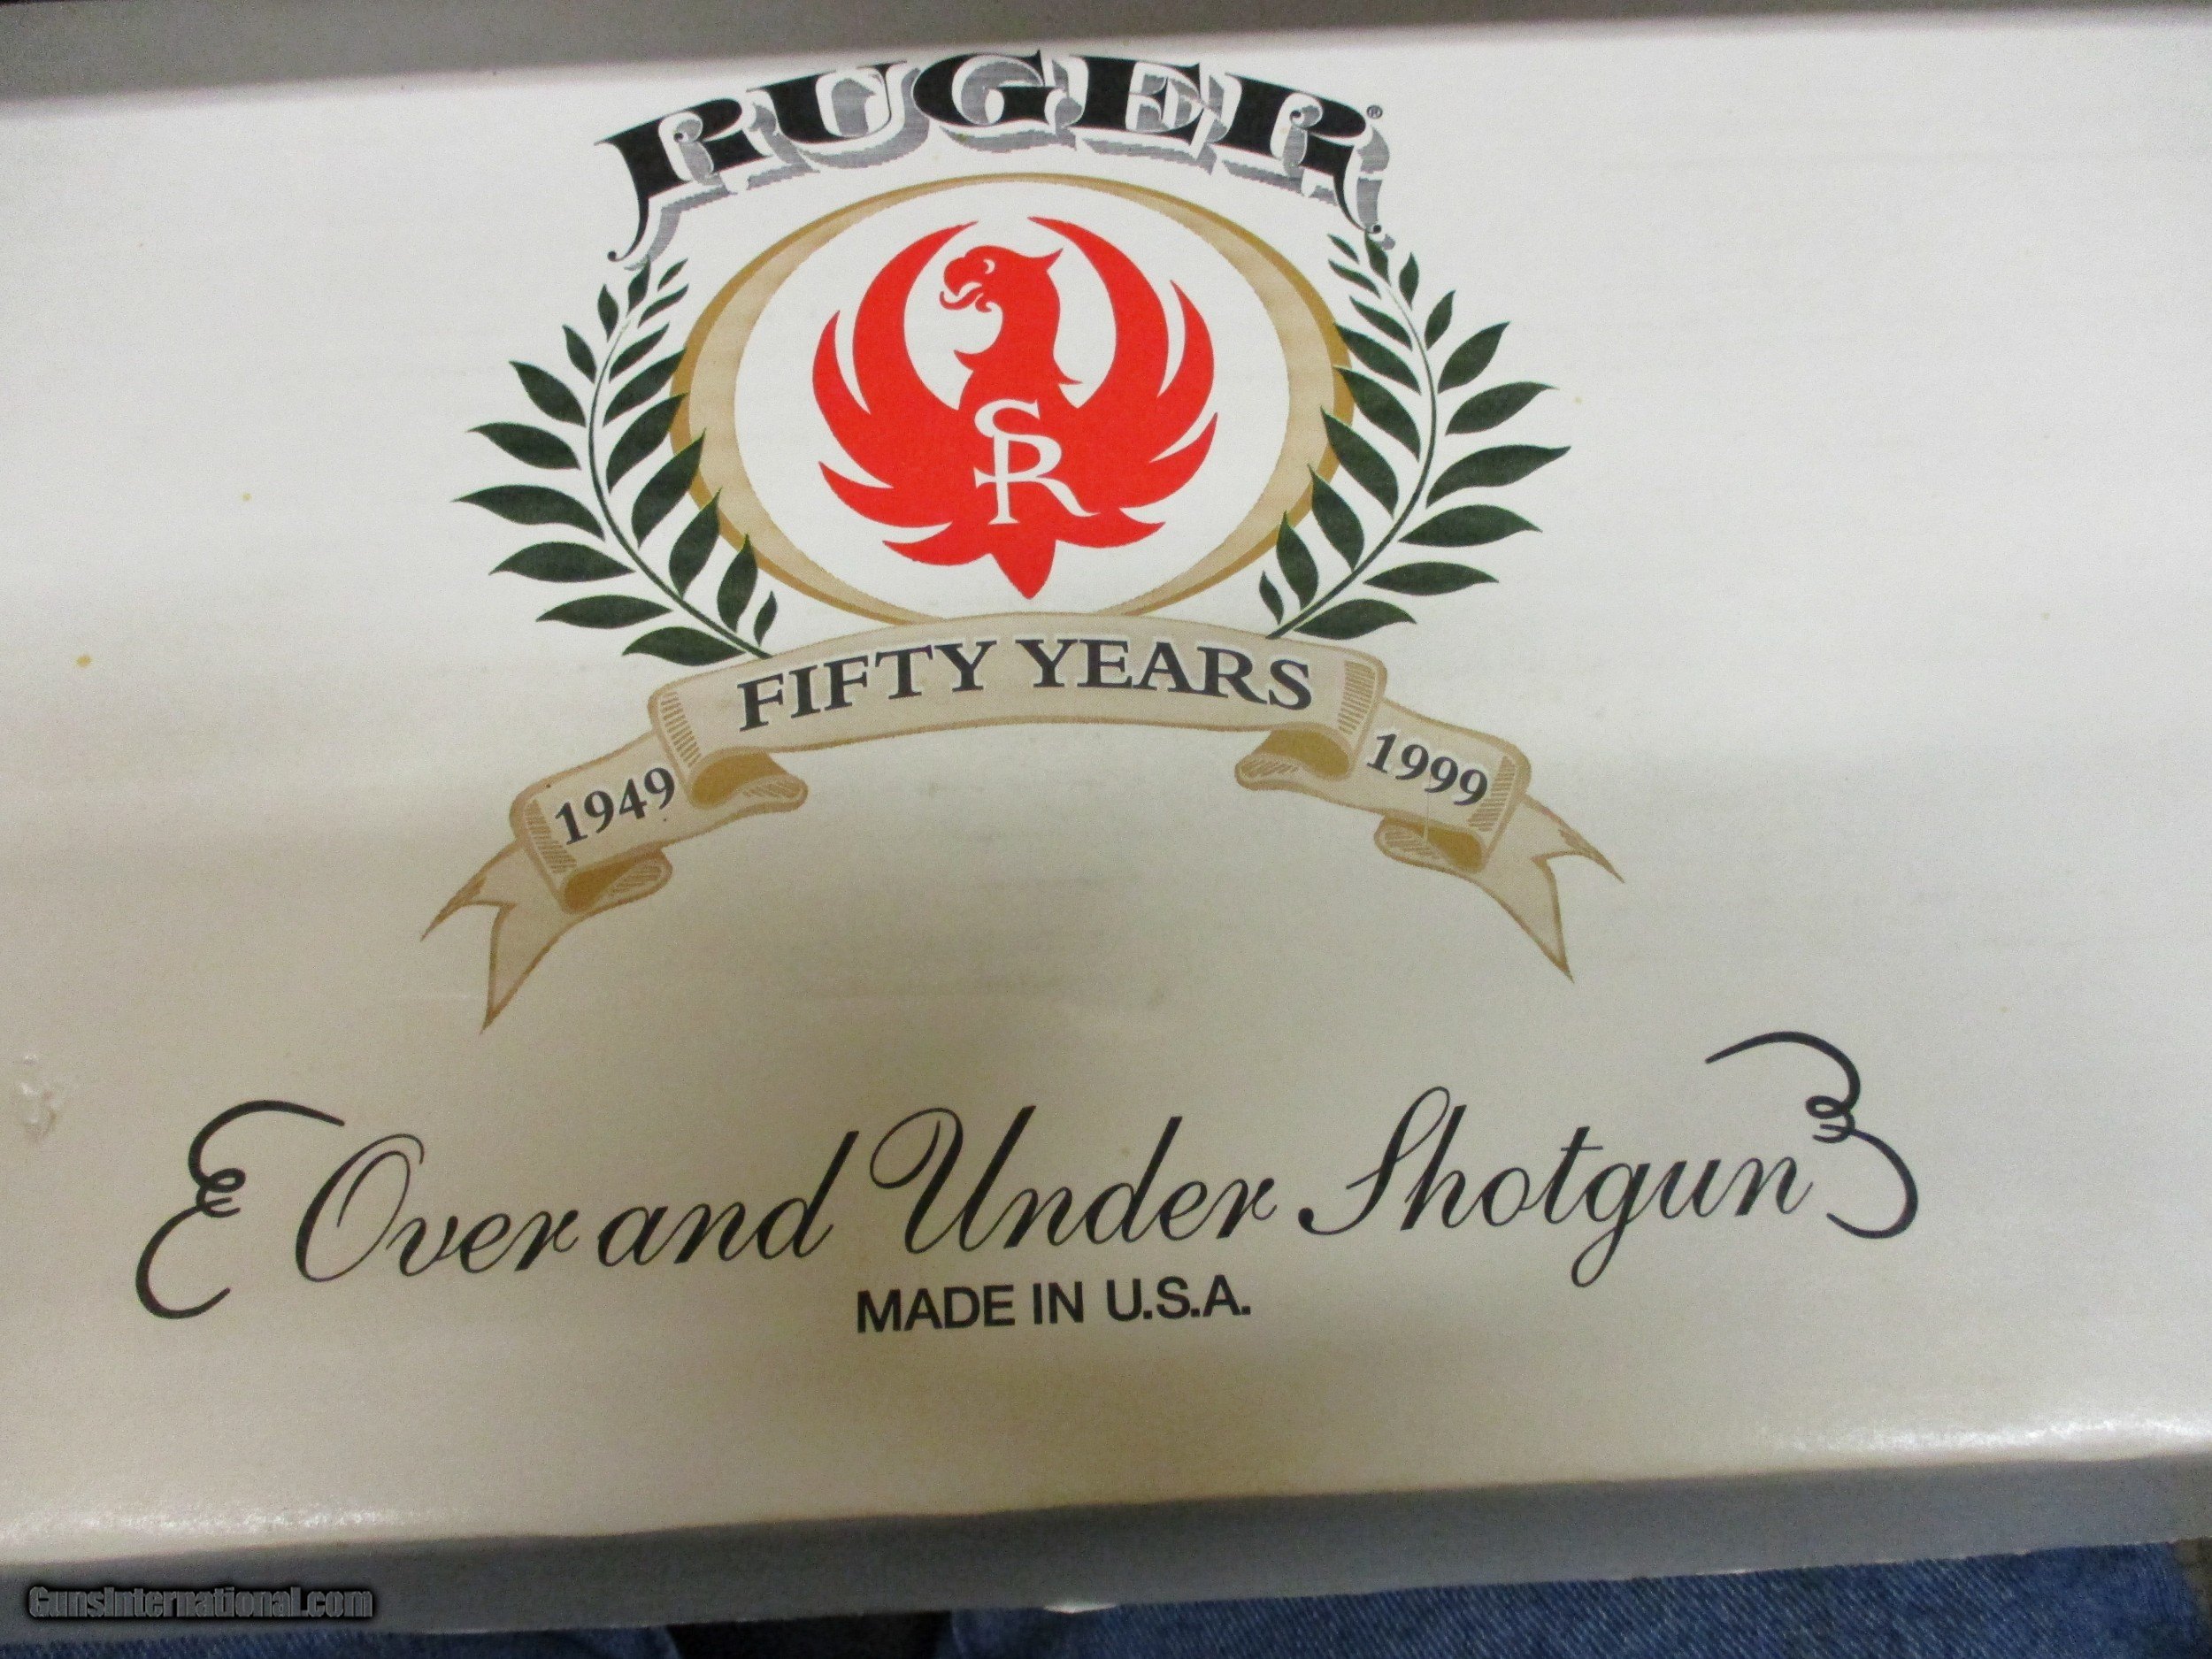 RUGER®
SR
FIFTY YEARS
1949
1999
Over and Under Shotgun
MADE IN U.S.A.
GunsInternational.com